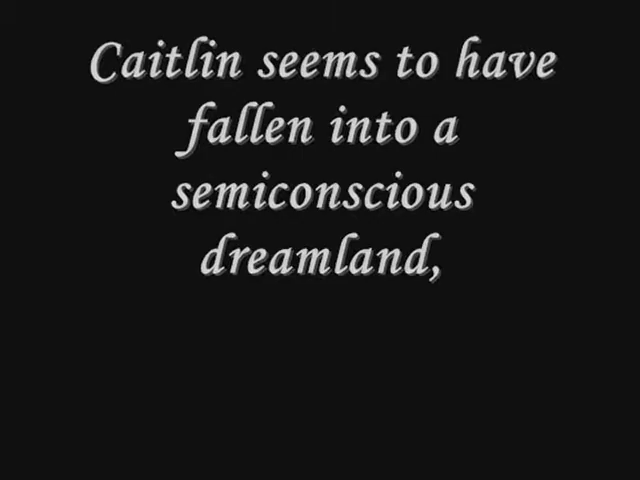 Caitlin seems to have
fallen into a
semiconscious
dreamland,